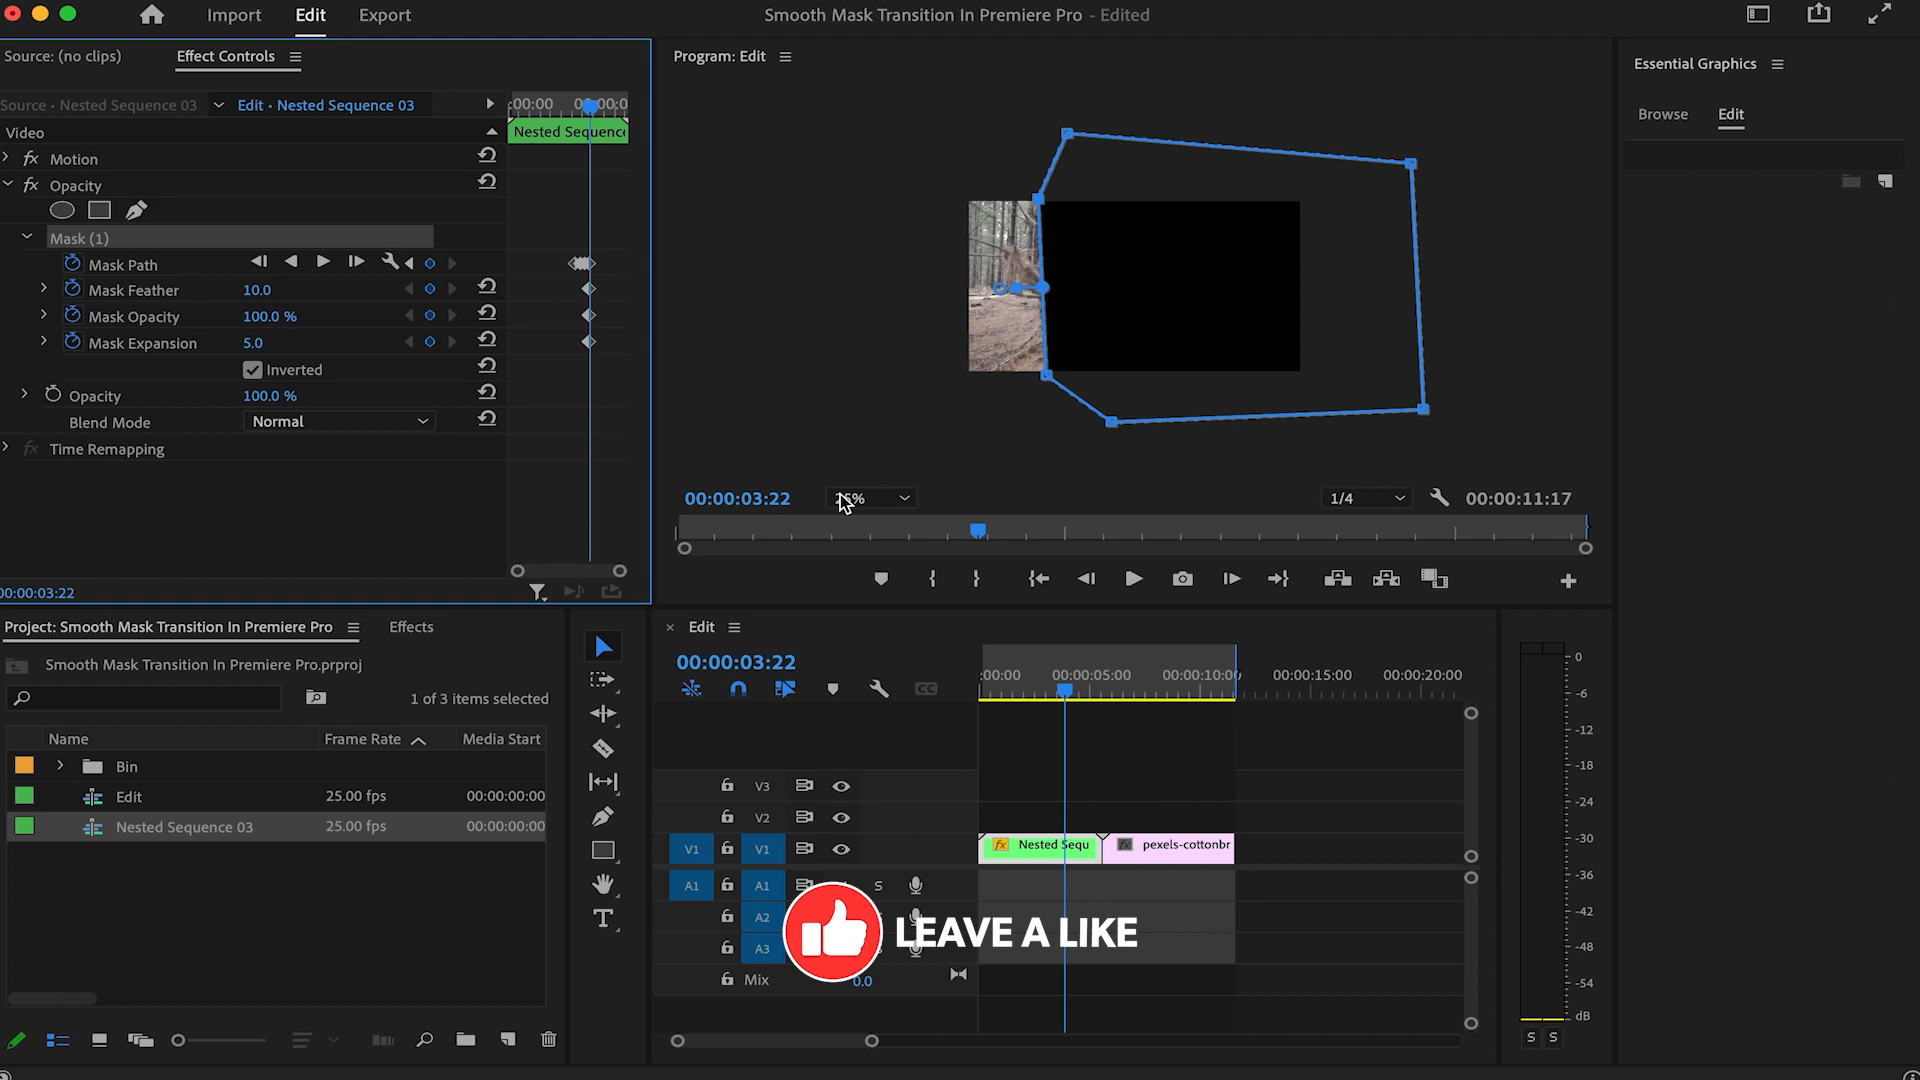 Import Edit Export
Smooth Mask Transition In Premiere Pro - Edited
Source: (no clips) Effect Controls
Program: Edit
Essential Graphics
Browse Edit
Source • Nested Sequence 03 Edit • Nested Sequence 03
:00:00 00:00:0
Video
Nested Sequence
fx Motion
fx Opacity
Mask (1)
Mask Path
Mask Feather 10.0
Mask Opacity 100.0 %
Mask Expansion 5.0
Inverted
Opacity 100.0 %
Blend Mode Normal
fx Time Remapping
00:00:03:22 25% 1/4 00:00:11:17
00:00:03:22
Project: Smooth Mask Transition In Premiere Pro Effects
Smooth Mask Transition In Premiere Pro.prproj
1 of 3 items selected
Name Frame Rate Media Start
Bin
Edit 25.00 fps 00:00:00:00
Nested Sequence 03 25.00 fps 00:00:00:00
× Edit
00:00:03:22
:00:00 00:00:05:00 00:00:10:00 00:00:15:00 00:00:20:00
V3
V2
V1 V1 fx Nested Sequ fx pexels-cottonbr
A1 A1 S
A2
A3
Mix 0.0
LEAVE A LIKE
0
-6
-12
-18
-24
-30
-36
-42
-48
-54
dB
S S